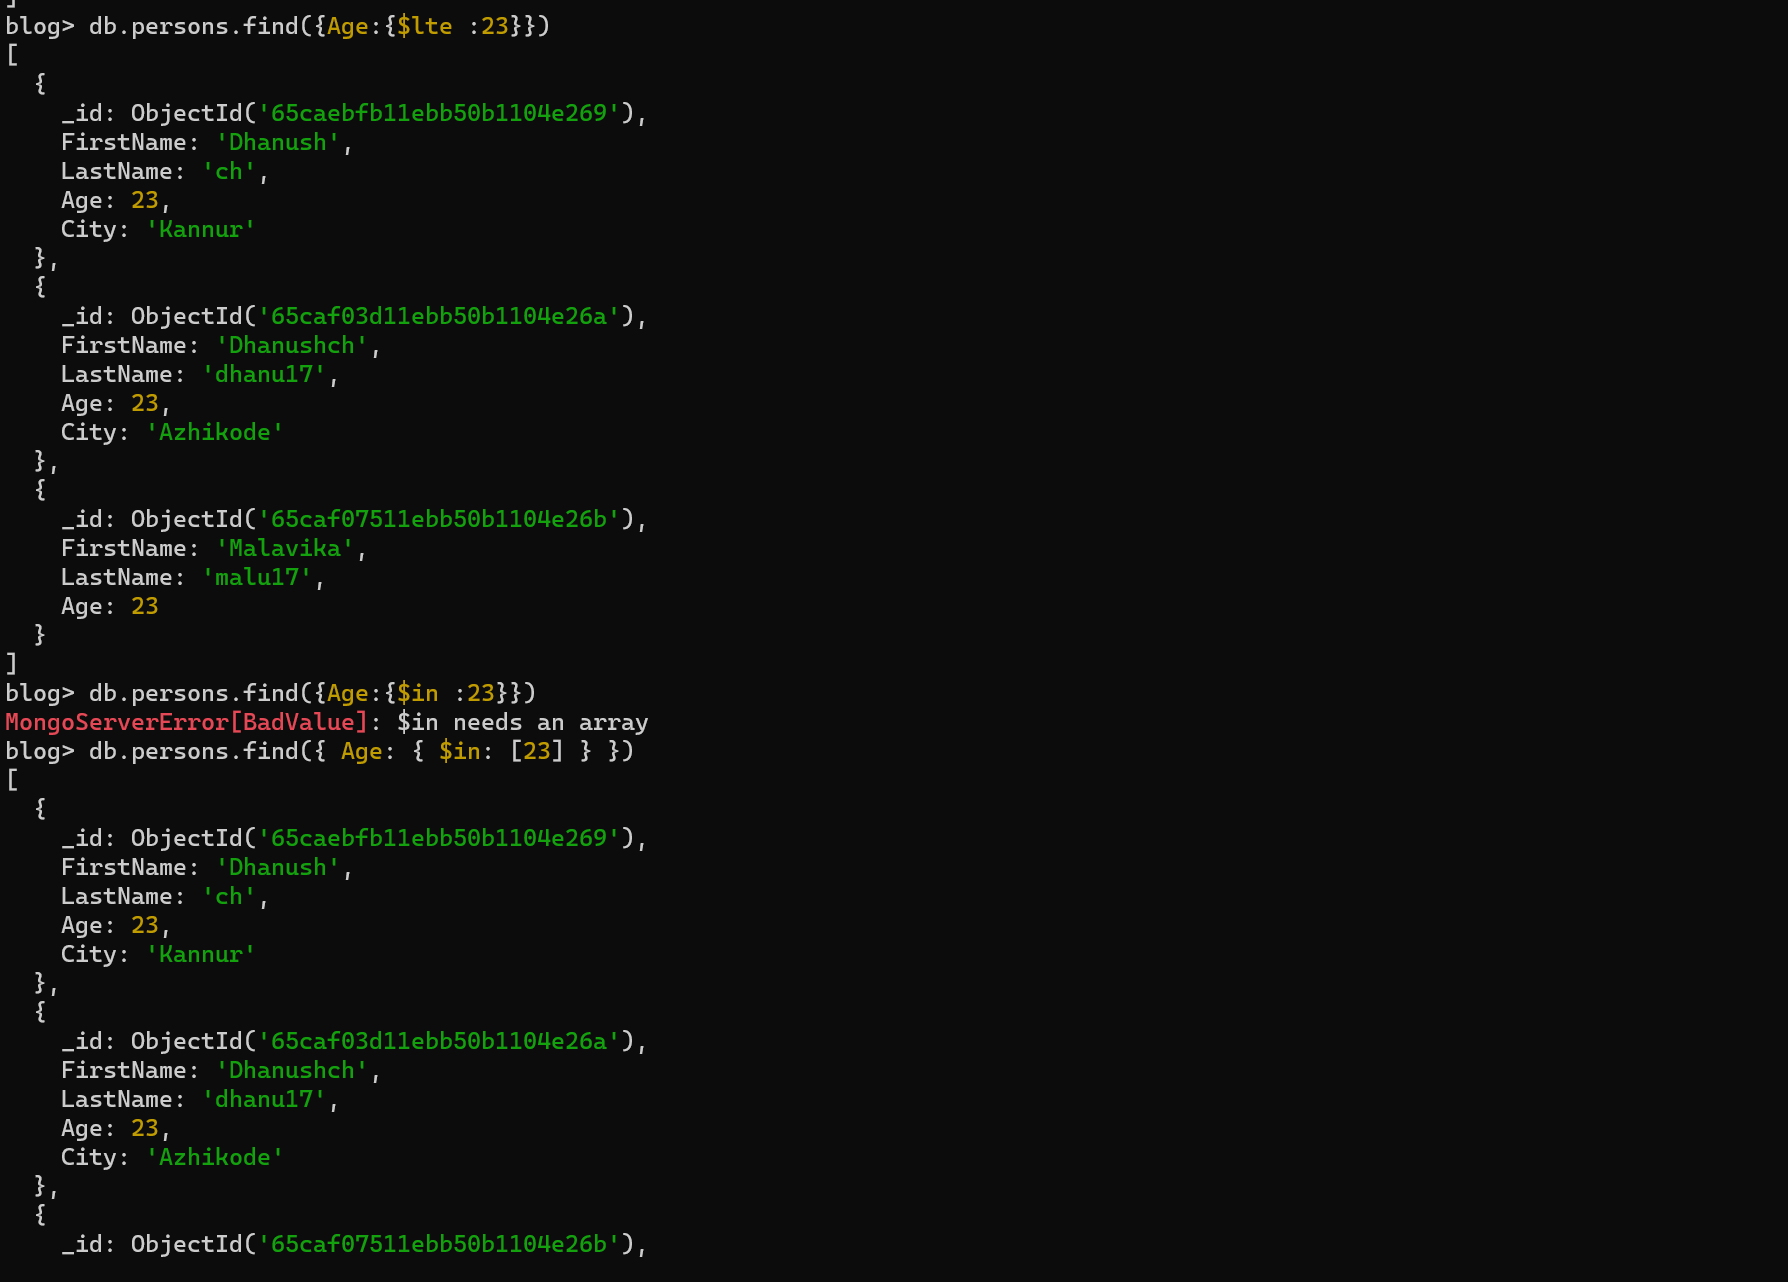 ]
blog> db.persons.find({Age:{$lte :23}})
[
  {
    _id: ObjectId('65caebfb11ebb50b1104e269'),
    FirstName: 'Dhanush',
    LastName: 'ch',
    Age: 23,
    City: 'Kannur'
  },
  {
    _id: ObjectId('65caf03d11ebb50b1104e26a'),
    FirstName: 'Dhanushch',
    LastName: 'dhanu17',
    Age: 23,
    City: 'Azhikode'
  },
  {
    _id: ObjectId('65caf07511ebb50b1104e26b'),
    FirstName: 'Malavika',
    LastName: 'malu17',
    Age: 23
  }
]
blog> db.persons.find({Age:{$in :23}})
MongoServerError[BadValue]: $in needs an array
blog> db.persons.find({ Age: { $in: [23] } })
[
  {
    _id: ObjectId('65caebfb11ebb50b1104e269'),
    FirstName: 'Dhanush',
    LastName: 'ch',
    Age: 23,
    City: 'Kannur'
  },
  {
    _id: ObjectId('65caf03d11ebb50b1104e26a'),
    FirstName: 'Dhanushch',
    LastName: 'dhanu17',
    Age: 23,
    City: 'Azhikode'
  },
  {
    _id: ObjectId('65caf07511ebb50b1104e26b'),